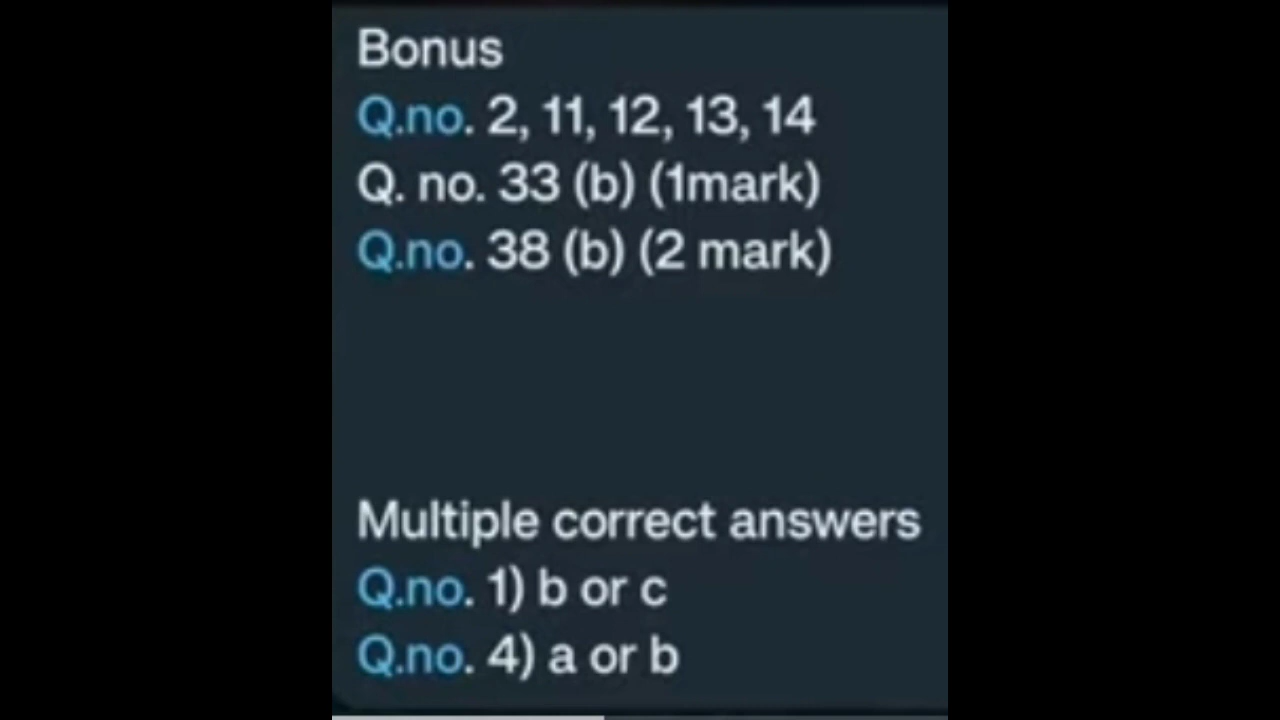 Bonus
Q.no. 2, 11, 12, 13, 14
Q. no. 33 (b) (1mark)
Q.no. 38 (b) (2 mark)
Multiple correct answers
Q.no. 1) b or c
Q.no. 4) a or b